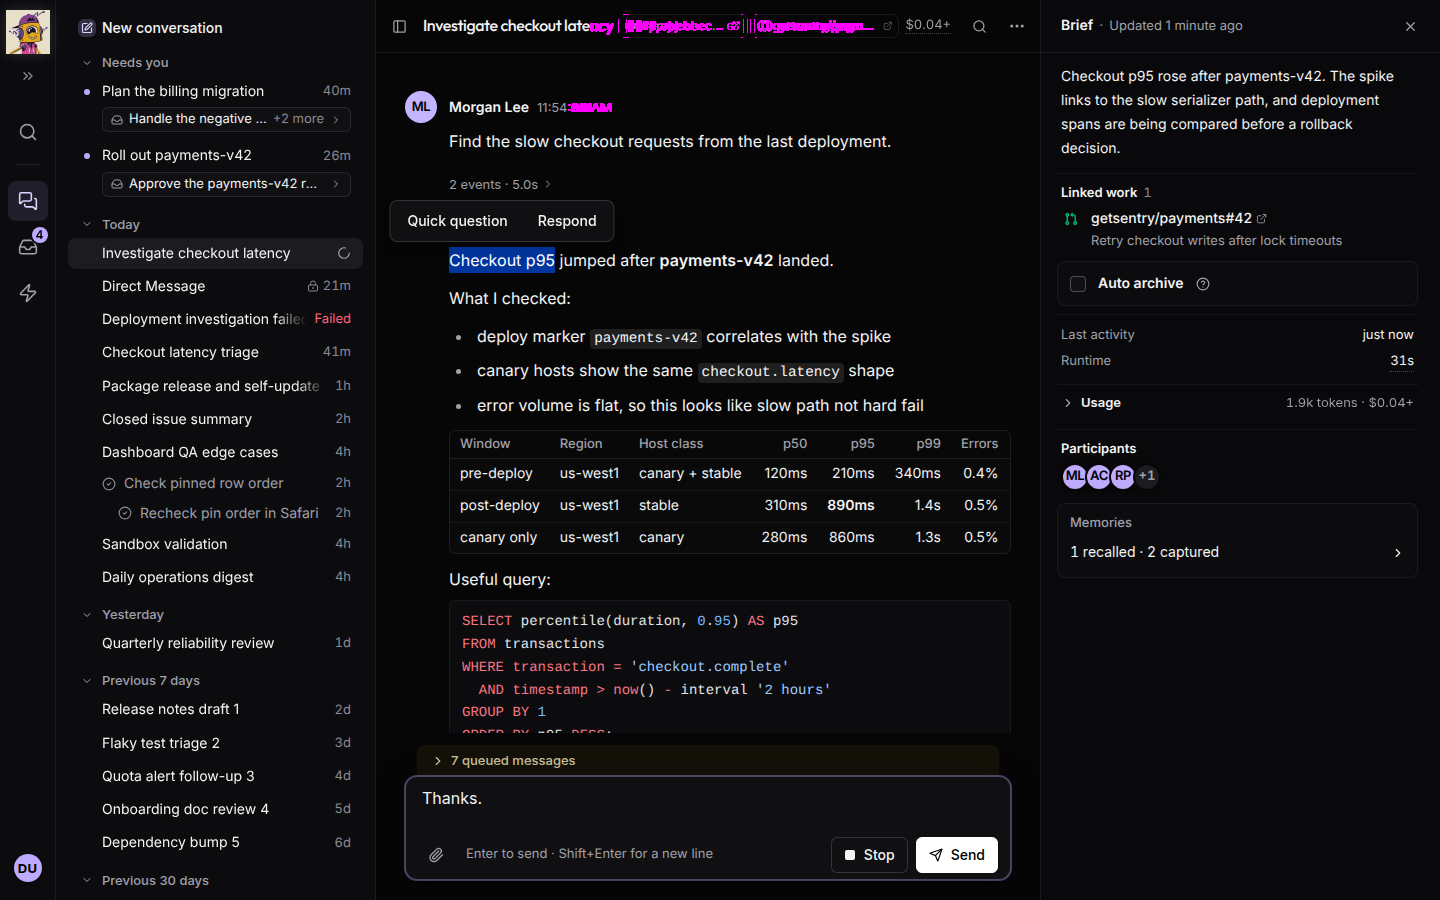 New conversation
Needs you
Plan the billing migration 40m
Handle the negative ... +2 more
Roll out payments-v42 26m
Approve the payments-v42 r...
Today
4
Investigate checkout latency
Direct Message 21m
Deployment investigation failed Failed
Checkout latency triage 41m
Package release and self-update 1h
Closed issue summary 2h
Dashboard QA edge cases 4h
Check pinned row order 2h
Recheck pin order in Safari 2h
Sandbox validation 4h
Daily operations digest 4h
Yesterday
Quarterly reliability review 1d
Previous 7 days
Release notes draft 1 2d
Flaky test triage 2 3d
Quota alert follow-up 3 4d
Onboarding doc review 4 5d
Dependency bump 5 6d
Previous 30 days
DU
Investigate checkout latency $0.04+
ML Morgan Lee 11:54
Find the slow checkout requests from the last deployment.
2 events · 5.0s
Quick question Respond
Checkout p95 jumped after payments-v42 landed.
What I checked:
• deploy marker payments-v42 correlates with the spike
• canary hosts show the same checkout.latency shape
• error volume is flat, so this looks like slow path not hard fail
Window Region Host class p50 p95 p99 Errors
pre-deploy us-west1 canary + stable 120ms 210ms 340ms 0.4%
post-deploy us-west1 stable 310ms 890ms 1.4s 0.5%
canary only us-west1 canary 280ms 860ms 1.3s 0.5%
Useful query:
SELECT percentile(duration, 0.95) AS p95
FROM transactions
WHERE transaction = 'checkout.complete'
AND timestamp > now() - interval '2 hours'
GROUP BY 1
ORDER BY p95 DESC;
7 queued messages
Thanks.
Enter to send · Shift+Enter for a new line
Stop
Send
Brief · Updated 1 minute ago
Checkout p95 rose after payments-v42. The spike
links to the slow serializer path, and deployment
spans are being compared before a rollback
decision.
Linked work 1
getsentry/payments#42
Retry checkout writes after lock timeouts
Auto archive
Last activity just now
Runtime 31s
Usage 1.9k tokens · $0.04+
Participants
ML AC RP +1
Memories
1 recalled · 2 captured